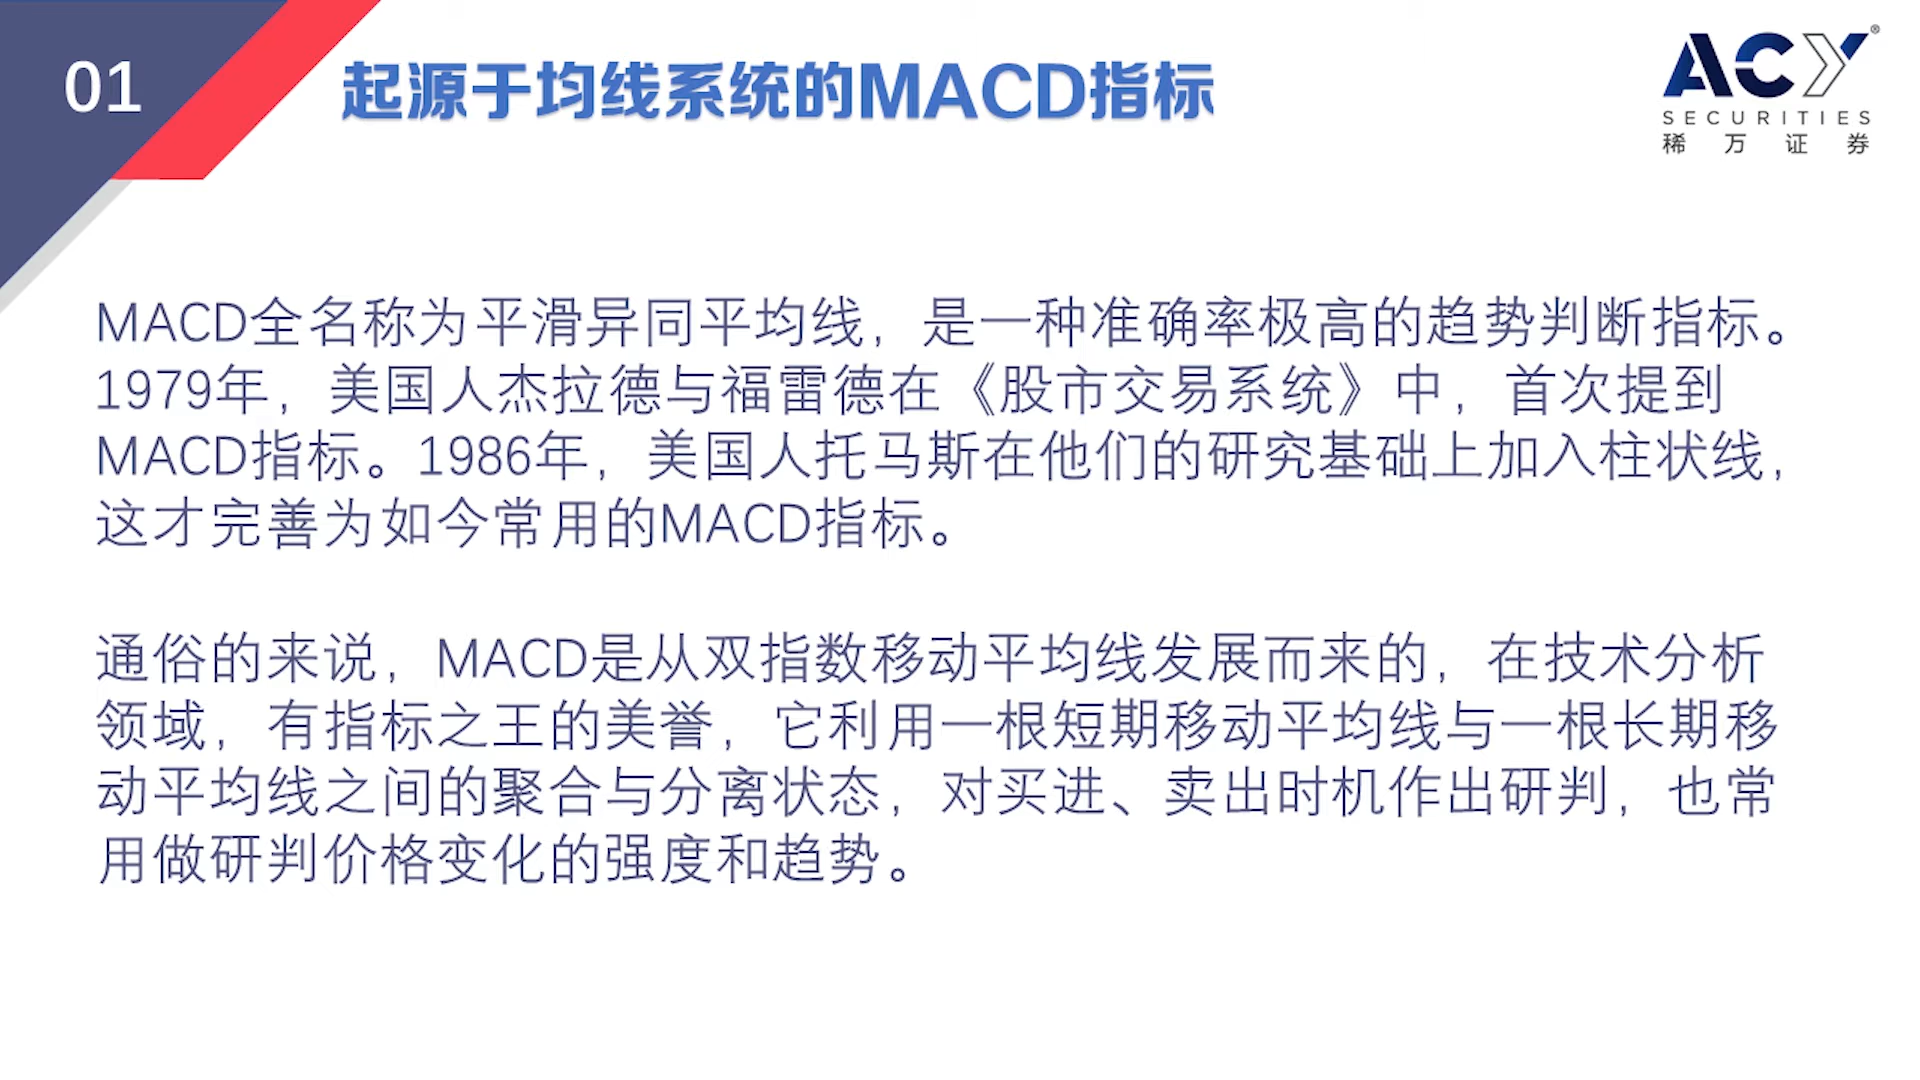 01
起源于均线系统的MACD指标
ACY®
SECURITIES
稀万证券
MACD全名称为平滑异同平均线，是一种准确率极高的趋势判断指标。
1979年，美国人杰拉德与福雷德在《股市交易系统》中，首次提到
MACD指标。1986年，美国人托马斯在他们的研究基础上加入柱状线，
这才完善为如今常用的MACD指标。
通俗的来说，MACD是从双指数移动平均线发展而来的，在技术分析
领域，有指标之王的美誉，它利用一根短期移动平均线与一根长期移
动平均线之间的聚合与分离状态，对买进、卖出时机作出研判，也常
用做研判价格变化的强度和趋势。